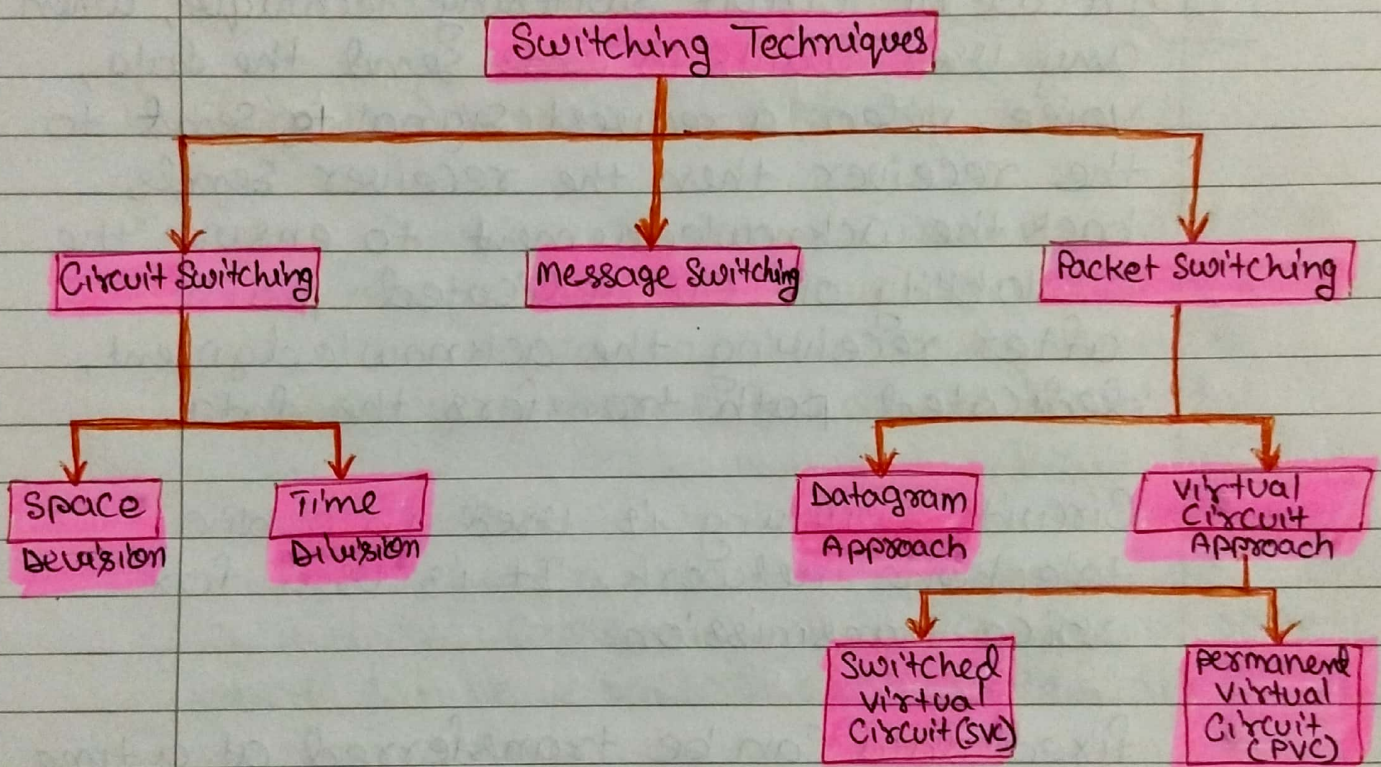 Switching Techniques
Circuit Switching
Message Switching
Packet Switching
Space
Devision
Time
Division
Datagram
Approach
Virtual
Circuit
Approach
Switched
Virtual
Circuit (SVC)
Permanent
Virtual
Circuit
(PVC)